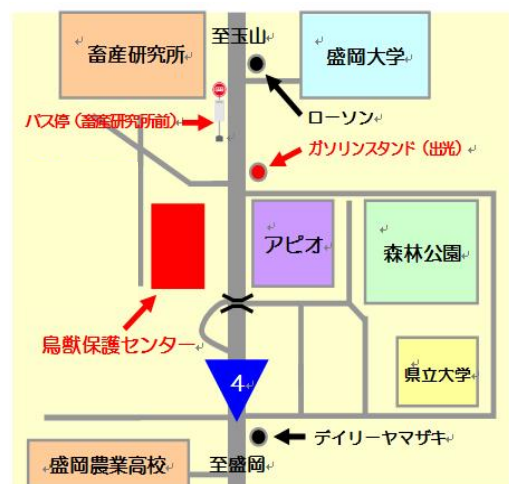 至玉山
畜産研究所
盛岡大学
ローソン
バス停（畜産研究所前）
ガソリンスタンド（出光）
アピオ
森林公園
鳥獣保護センター
4
県立大学
デイリーヤマザキ
盛岡農業高校
至盛岡